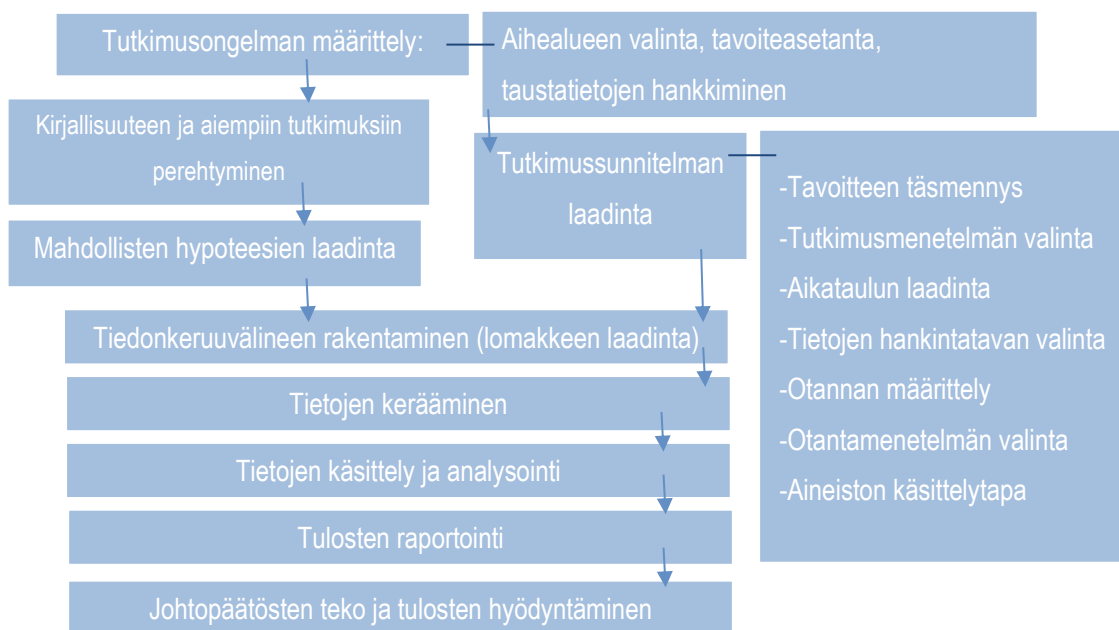 Tutkimusongelman määrittely:
Aihealueen valinta, tavoiteasetanta,
taustatietojen hankkiminen
Kirjallisuuteen ja aiempiin tutkimuksiin
perehtyminen
Tutkimussunnitelman
laadinta
-Tavoitteen täsmennys
-Tutkimusmenetelmän valinta
-Aikataulun laadinta
-Tietojen hankintatavan valinta
-Otannan määrittely
-Otantamenetelmän valinta
-Aineiston käsittelytapa
Mahdollisten hypoteesien laadinta
Tiedonkeruuvälineen rakentaminen (lomakkeen laadinta)
Tietojen kerääminen
Tietojen käsittely ja analysointi
Tulosten raportointi
Johtopäätösten teko ja tulosten hyödyntäminen